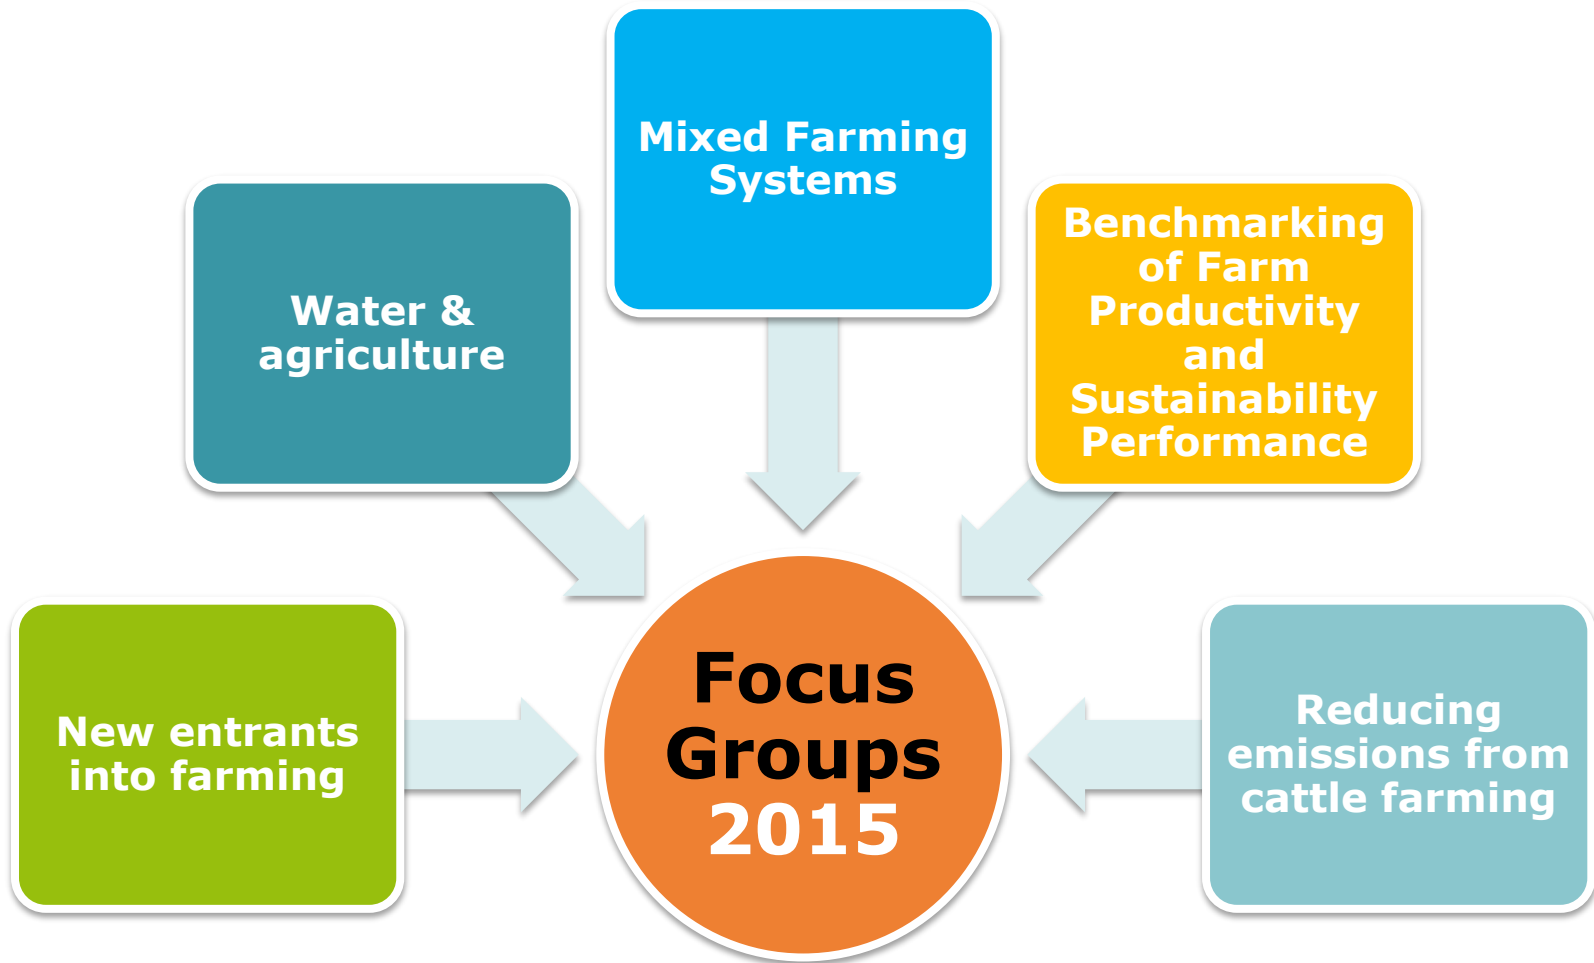 Mixed Farming
Systems
Water &
agriculture
Benchmarking
of Farm
Productivity
and
Sustainability
Performance
New entrants
into farming
Focus
Groups
2015
Reducing
emissions from
cattle farming